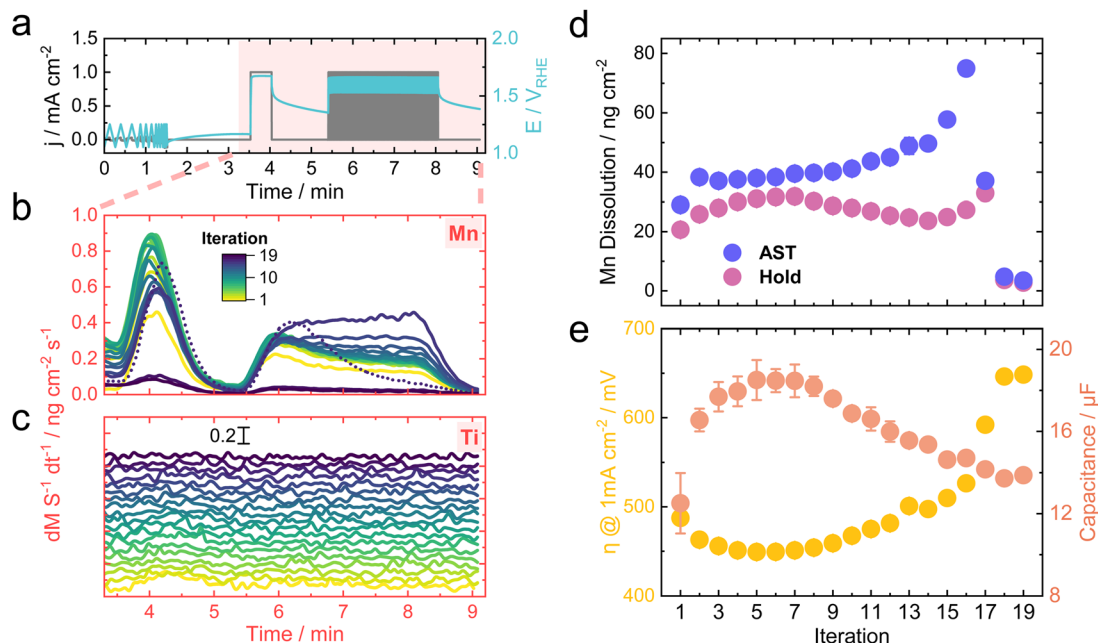 a
1.5
1.0
0.5
0.0
j / mA cm⁻²
2.0
1.5
1.0
E / V_RHE
0 1 2 3 4 5 6 7 8 9
Time / min
b
1.0
0.8
0.6
0.4
0.2
0.0
Mn
Iteration
19
10
1
c
0.2
Ti
dM S⁻¹ dt⁻¹ / ng cm⁻² s⁻¹
4 5 6 7 8 9
Time / min
d
80
60
40
20
0
Mn Dissolution / ng cm⁻²
AST
Hold
e
700
600
500
400
η @ 1mA cm⁻² / mV
20
16
12
8
Capacitance / µF
1 3 5 7 9 11 13 15 17 19
Iteration